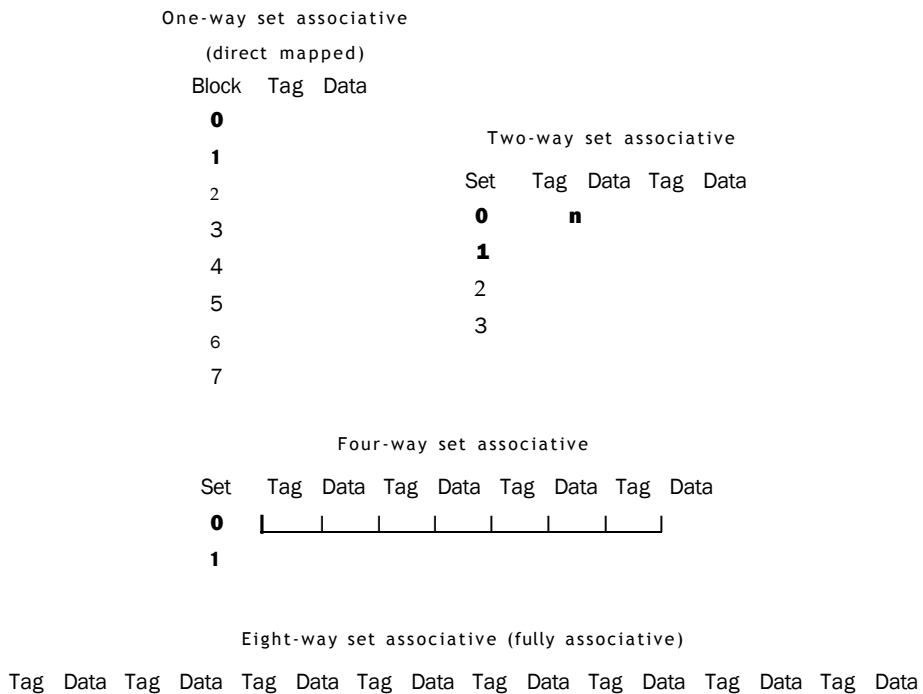 One-way set associative
(direct mapped)
Block Tag Data
0
1
2
3
4
5
6
7
Two-way set associative
Set Tag Data Tag Data
0 n
1
2
3
Four-way set associative
Set Tag Data Tag Data Tag Data Tag Data
0
1
Eight-way set associative (fully associative)
Tag Data Tag Data Tag Data Tag Data Tag Data Tag Data Tag Data Tag Data